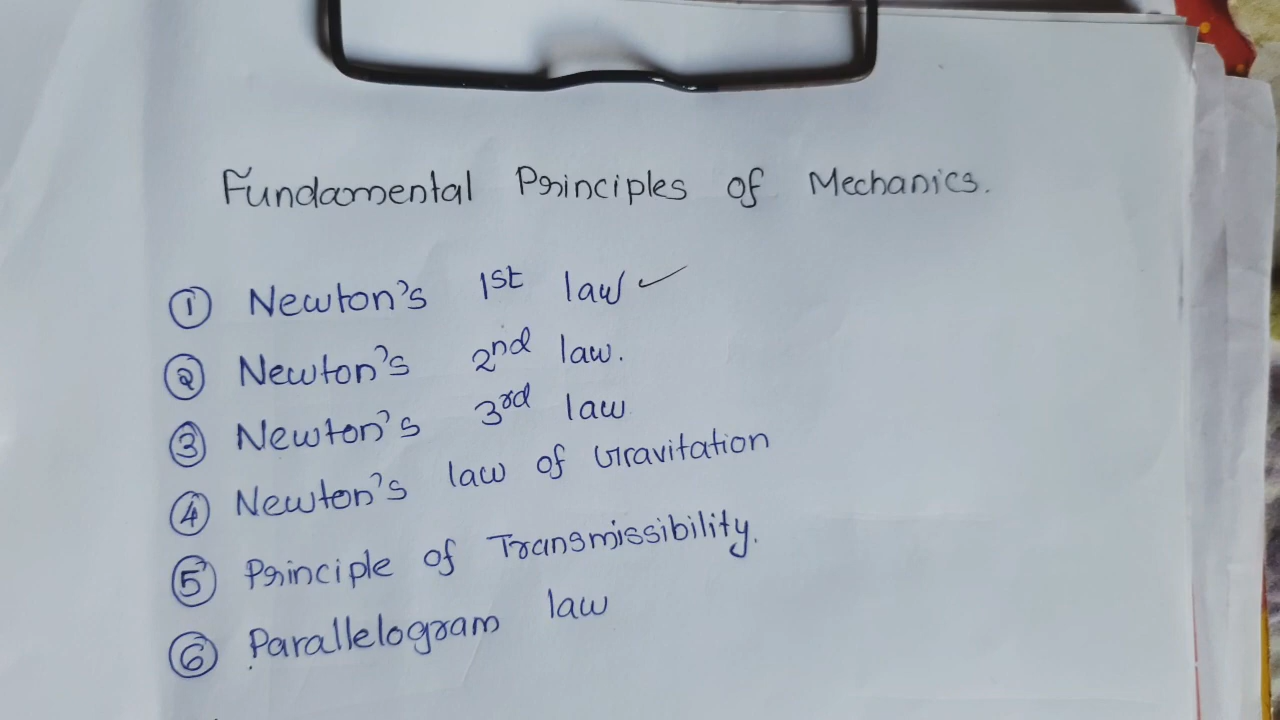 Fundamental Principles of Mechanics.
① Newton's 1st law ✓
② Newton's 2nd law.
③ Newton's 3rd law
④ Newton's law of Gravitation
⑤ Principle of Transmissibility.
⑥ Parallelogram law